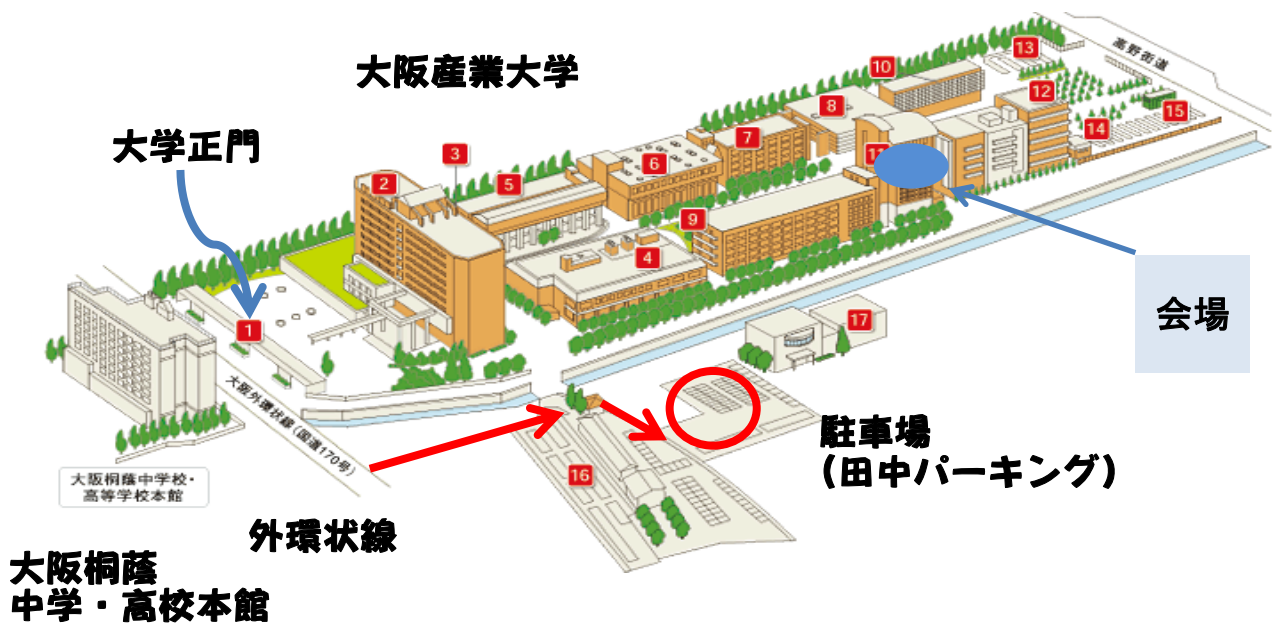 大阪産業大学
大学正門
高野街道
13
10
12
8
15
14
7
11
6
3
5
2
9
4
会場
17
1
大阪外環状線(国道170号)
駐車場
(田中パーキング)
16
大阪桐蔭中学校・
高等学校本館
外環状線
大阪桐蔭
中学・高校本館